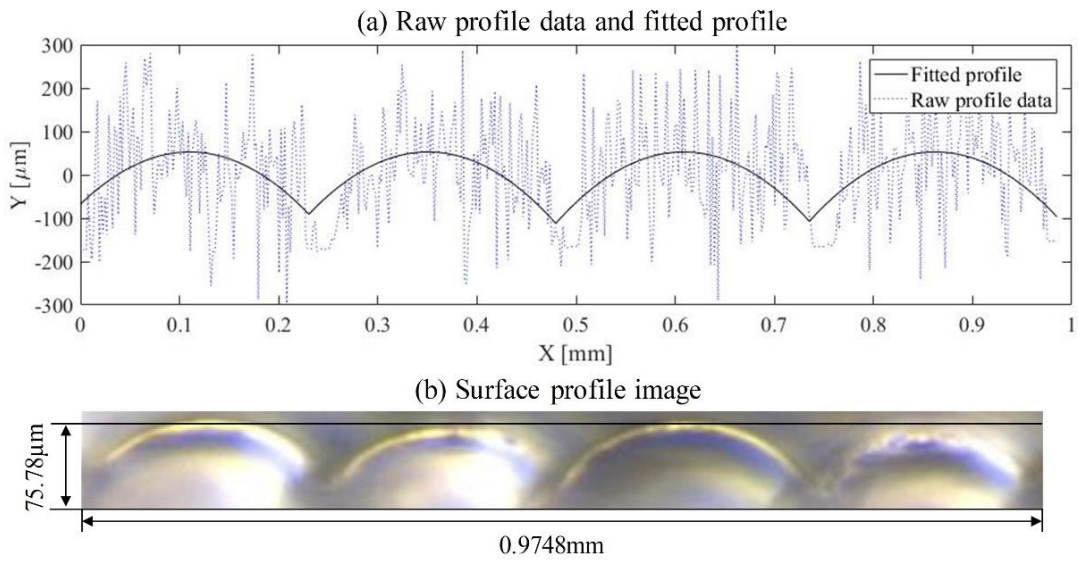 (a) Raw profile data and fitted profile
300
200
100
0
-100
-200
-300
Y [μm]
Fitted profile
Raw profile data
0 0.1 0.2 0.3 0.4 0.5 0.6 0.7 0.8 0.9 1
X [mm]
(b) Surface profile image
75.78μm
0.9748mm